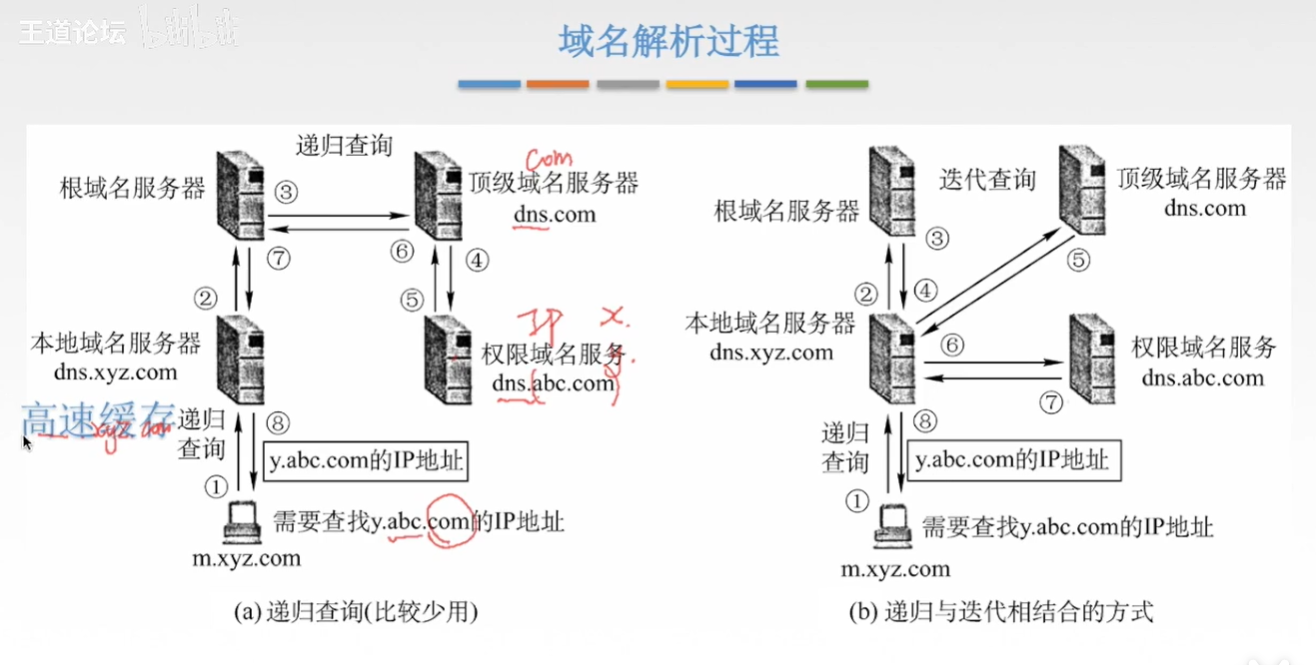 王道论坛 bilibili
域名解析过程
递归查询
com
根域名服务器
③
顶级域名服务器
dns.com
⑦
⑥
④
②
⑤
IP x.
本地域名服务器
dns.xyz.com
权限域名服务
dns.abc.com
高速缓存
xyz com
递归
查询
⑧
y.abc.com的IP地址
①
需要查找y.abc.com的IP地址
m.xyz.com
(a) 递归查询(比较少用)
迭代查询
顶级域名服务器
dns.com
根域名服务器
③
⑤
②
④
本地域名服务器
dns.xyz.com
⑥
权限域名服务
dns.abc.com
⑦
递归
查询
⑧
y.abc.com的IP地址
①
需要查找y.abc.com的IP地址
m.xyz.com
(b) 递归与迭代相结合的方式